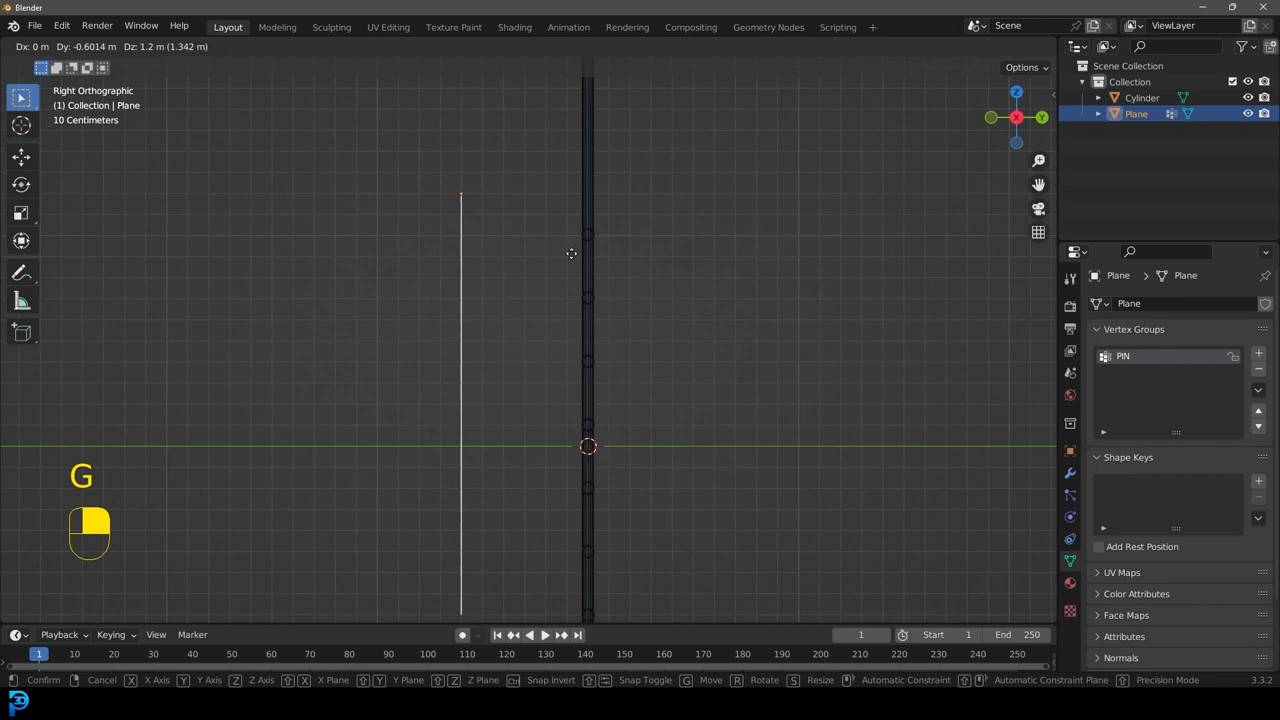 Blender
File Edit Render Window Help
Layout Modeling Sculpting UV Editing Texture Paint Shading Animation Rendering Compositing Geometry Nodes Scripting +
Scene
ViewLayer
Dx: 0 m Dy: -0.6014 m Dz: 1.2 m (1.342 m)
Options
Right Orthographic
(1) Collection | Plane
10 Centimeters
Z
X
Y
Scene Collection
Collection
Cylinder
Plane
Plane > Plane
Plane
Vertex Groups
PIN
Shape Keys
Add Rest Position
UV Maps
Color Attributes
Face Maps
Attributes
Normals
G
Playback Keying View Marker
1
Start 1
End 250
1 10 20 30 40 50 60 70 80 90 100 110 120 130 140 150 160 170 180 190 200 210 220 230 240 250
Confirm Cancel X X Axis Y Y Axis Z Z Axis X X Plane Y Y Plane Z Z Plane Ctrl Snap Invert Snap Toggle G Move R Rotate S Resize Automatic Constraint Automatic Constraint Plane Precision Mode
3.3.2